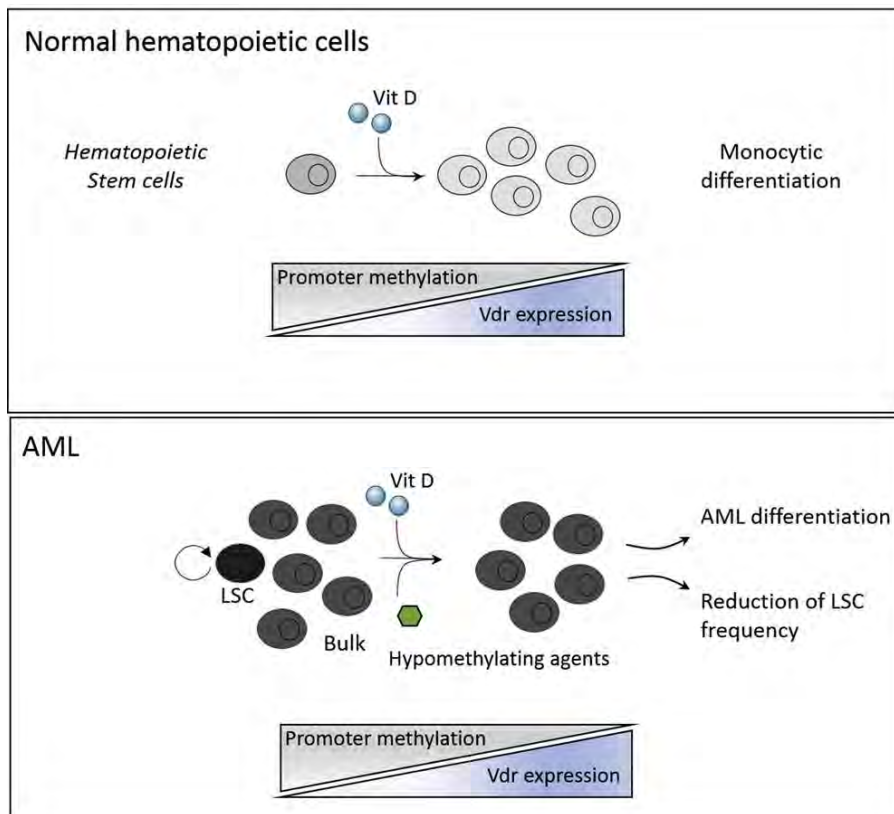 Normal hematopoietic cells
Vit D
Hematopoietic
Stem cells
Monocytic
differentiation
Promoter methylation
Vdr expression
AML
Vit D
AML differentiation
LSC
Reduction of LSC
frequency
Bulk
Hypomethylating agents
Promoter methylation
Vdr expression